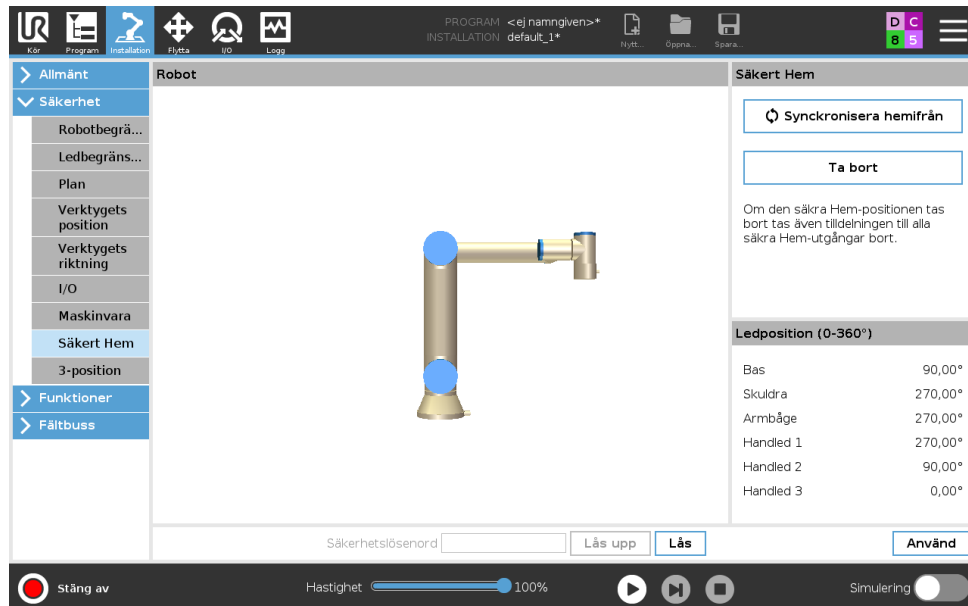 UR
PROGRAM <ej namngiven>*
INSTALLATION default_1*
Kör
Program
Installation
Flytta
I/O
Logg
Nytt...
Öppna...
Spara...
D C
8 5
Allmänt
Säkerhet
Robotbegrä...
Ledbegräns...
Plan
Verktygets
position
Verktygets
riktning
I/O
Maskinvara
Säkert Hem
3-position
Funktioner
Fältbuss
Robot
Säkert Hem
Synckronisera hemifrån
Ta bort
Om den säkra Hem-positionen tas
bort tas även tilldelningen till alla
säkra Hem-utgångar bort.
Ledposition (0-360°)
Bas 90,00°
Skuldra 270,00°
Armbåge 270,00°
Handled 1 270,00°
Handled 2 90,00°
Handled 3 0,00°
Säkerhetslösenord
Lås upp
Lås
Använd
Stäng av
Hastighet 100%
Simulering